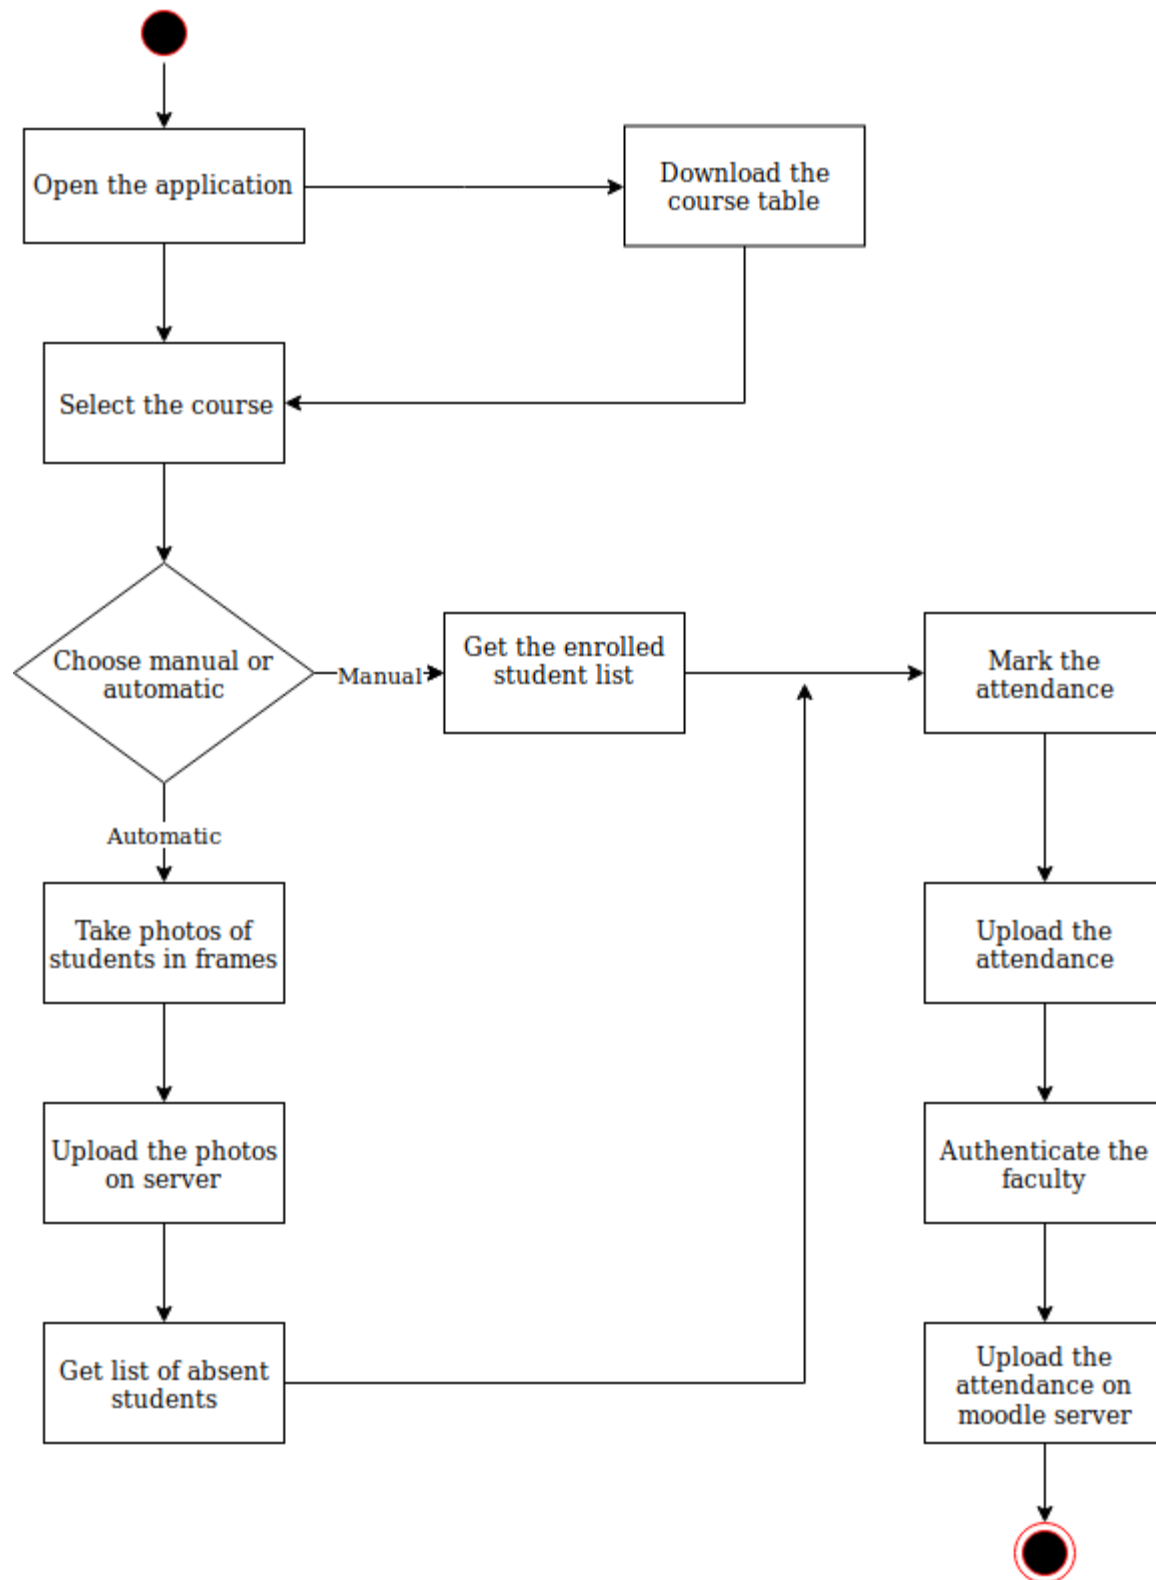 Open the application
Download the
course table
Select the course
Choose manual or
automatic
Manual
Get the enrolled
student list
Mark the
attendance
Automatic
Take photos of
students in frames
Upload the
attendance
Upload the photos
on server
Authenticate the
faculty
Get list of absent
students
Upload the
attendance on
moodle server